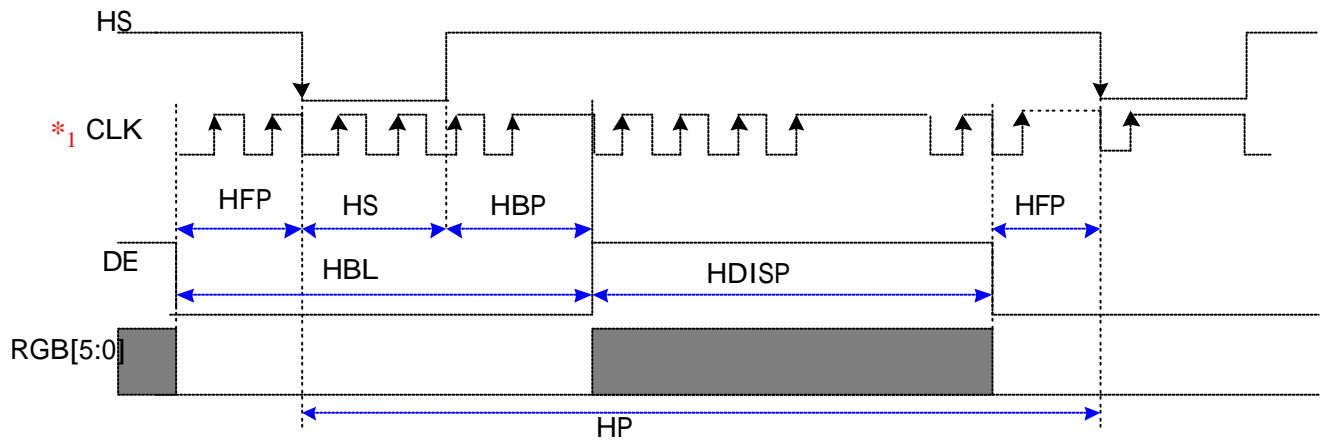 HS
*1 CLK
HFP HS HBP HFP
DE HBL HDISP
RGB[5:0]
HP